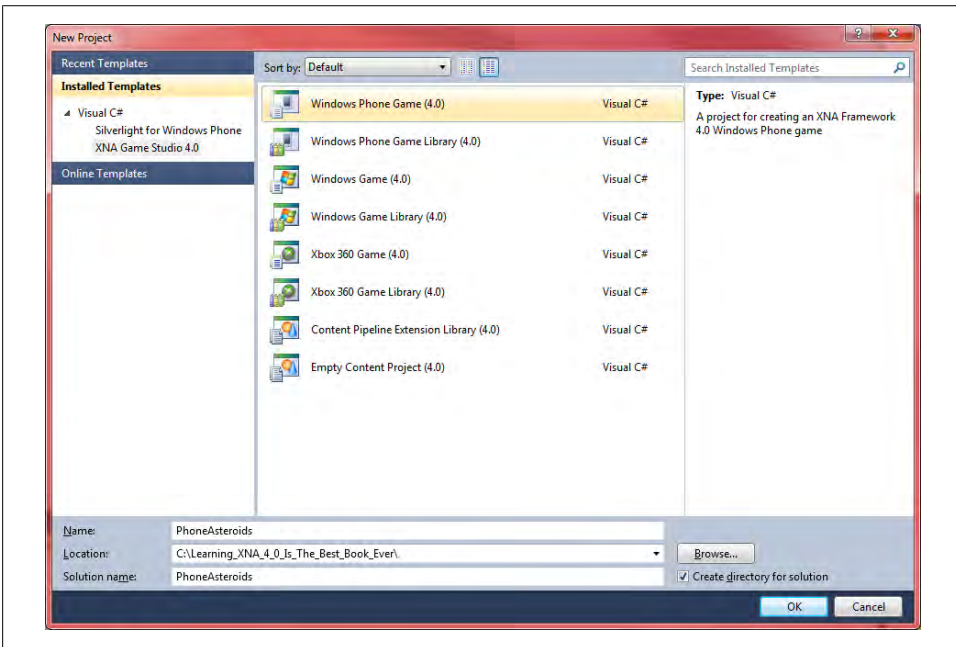 New Project
Recent Templates
Installed Templates
Visual C#
Silverlight for Windows Phone
XNA Game Studio 4.0
Online Templates
Sort by: Default
Search Installed Templates
Windows Phone Game (4.0) Visual C#
Windows Phone Game Library (4.0) Visual C#
Windows Game (4.0) Visual C#
Windows Game Library (4.0) Visual C#
Xbox 360 Game (4.0) Visual C#
Xbox 360 Game Library (4.0) Visual C#
Content Pipeline Extension Library (4.0) Visual C#
Empty Content Project (4.0) Visual C#
Type: Visual C#
A project for creating an XNA Framework
4.0 Windows Phone game
Name: PhoneAsteroids
Location: C:\Learning_XNA_4_0_Is_The_Best_Book_Ever\
Browse...
Solution name: PhoneAsteroids
Create directory for solution
OK Cancel